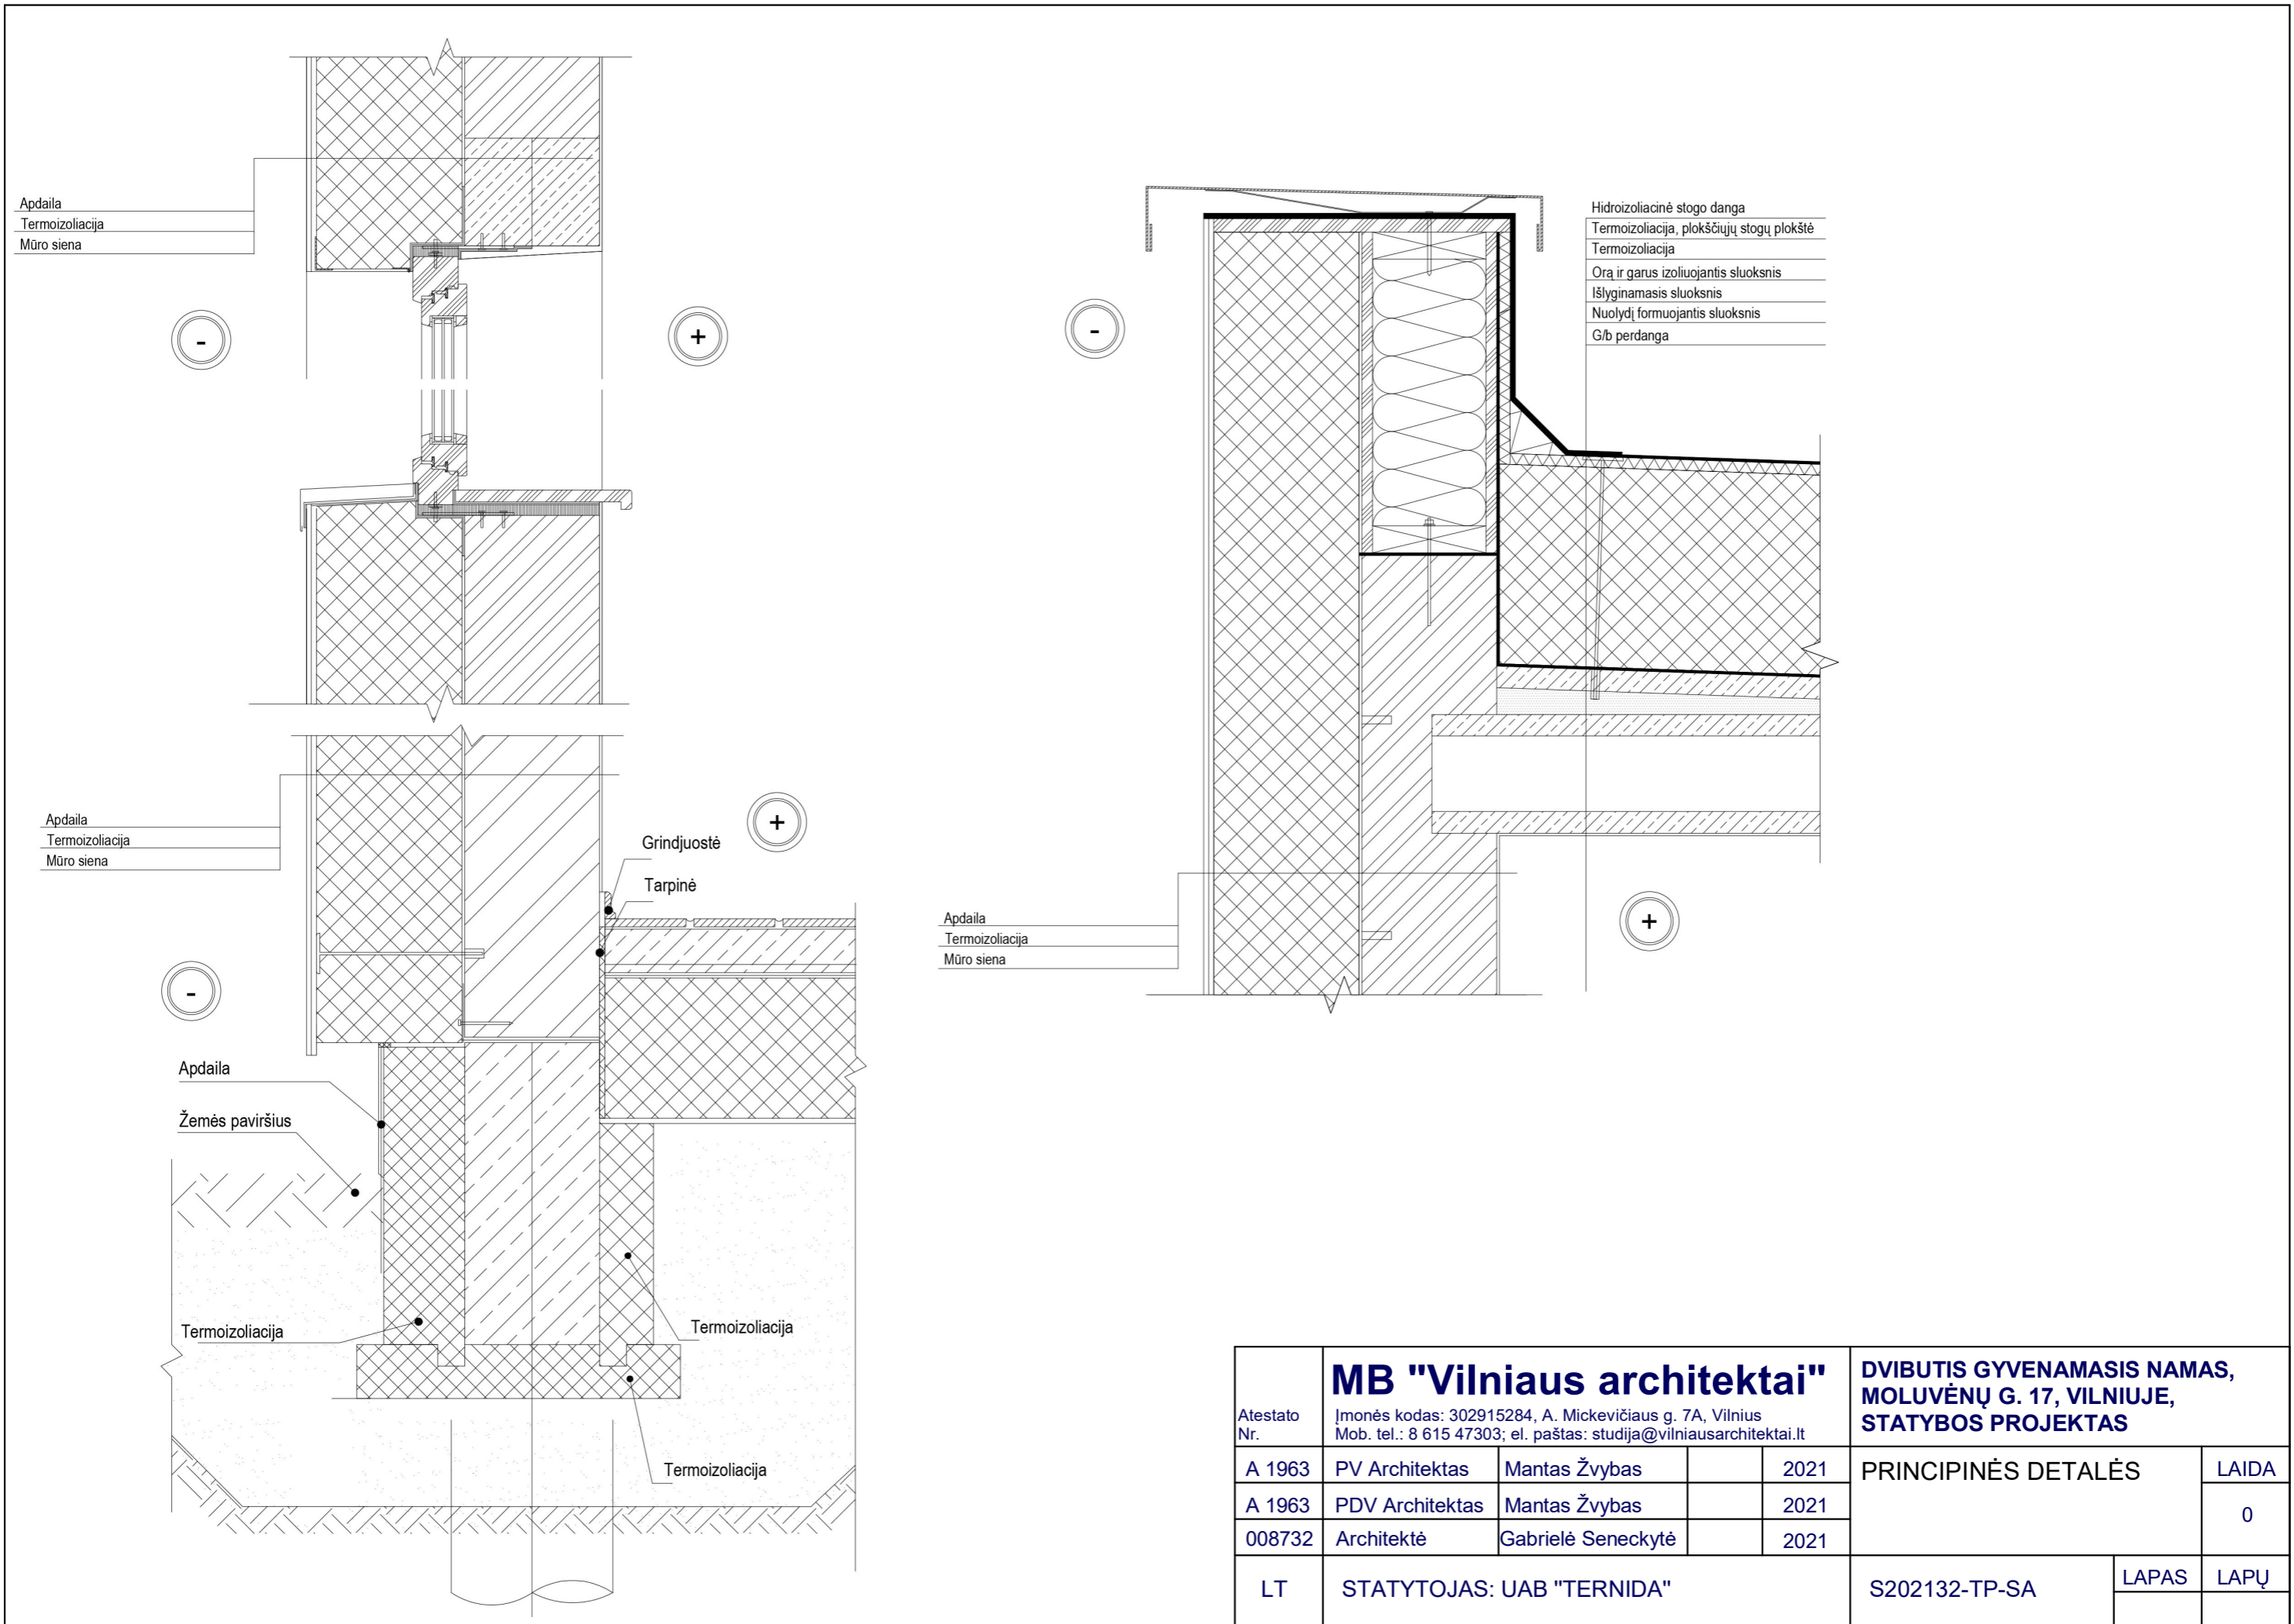 Apdaila
Termoizoliacija
Mūro siena
-
+
Apdaila
Termoizoliacija
Mūro siena
+
Grindjuostė
Tarpinė
-
Apdaila
Žemės paviršius
Termoizoliacija
Termoizoliacija
Termoizoliacija
-
Hidroizoliacinė stogo danga
Termoizoliacija, plokščiųjų stogų plokštė
Termoizoliacija
Orą ir garus izoliuojantis sluoksnis
Išlyginamasis sluoksnis
Nuolydį formuojantis sluoksnis
G/b perdanga
Apdaila
Termoizoliacija
Mūro siena
+
Atestato
Nr.
MB "Vilniaus architektai"
Įmonės kodas: 302915284, A. Mickevičiaus g. 7A, Vilnius
Mob. tel.: 8 615 47303; el. paštas: studija@vilniausarchitektai.lt
DVIBUTIS GYVENAMASIS NAMAS,
MOLUVĖNŲ G. 17, VILNIUJE,
STATYBOS PROJEKTAS
A 1963 PV Architektas Mantas Žvybas 2021
A 1963 PDV Architektas Mantas Žvybas 2021
008732 Architektė Gabrielė Seneckytė 2021
PRINCIPINĖS DETALĖS
LAIDA
0
LT STATYTOJAS: UAB "TERNIDA"
S202132-TP-SA
LAPAS LAPŲ